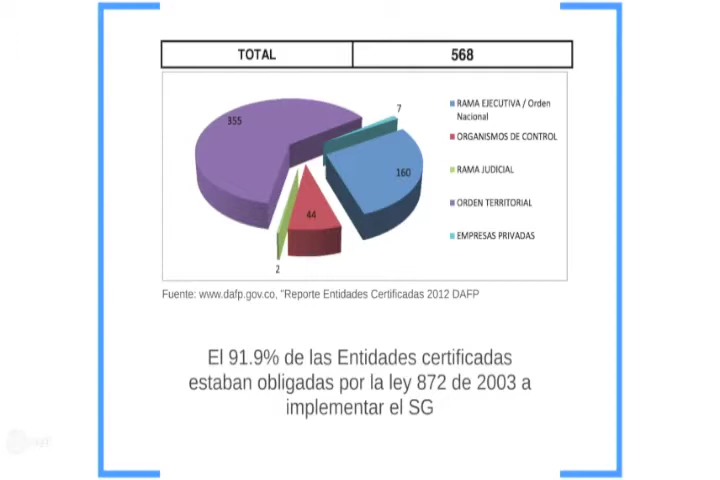 TOTAL 568
355
7
160
44
2
RAMA EJECUTIVA / Orden
Nacional
ORGANISMOS DE CONTROL
RAMA JUDICIAL
ORDEN TERRITORIAL
EMPRESAS PRIVADAS
Fuente: www.dafp.gov.co, "Reporte Entidades Certificadas 2012 DAFP
El 91.9% de las Entidades certificadas
estaban obligadas por la ley 872 de 2003 a
implementar el SG